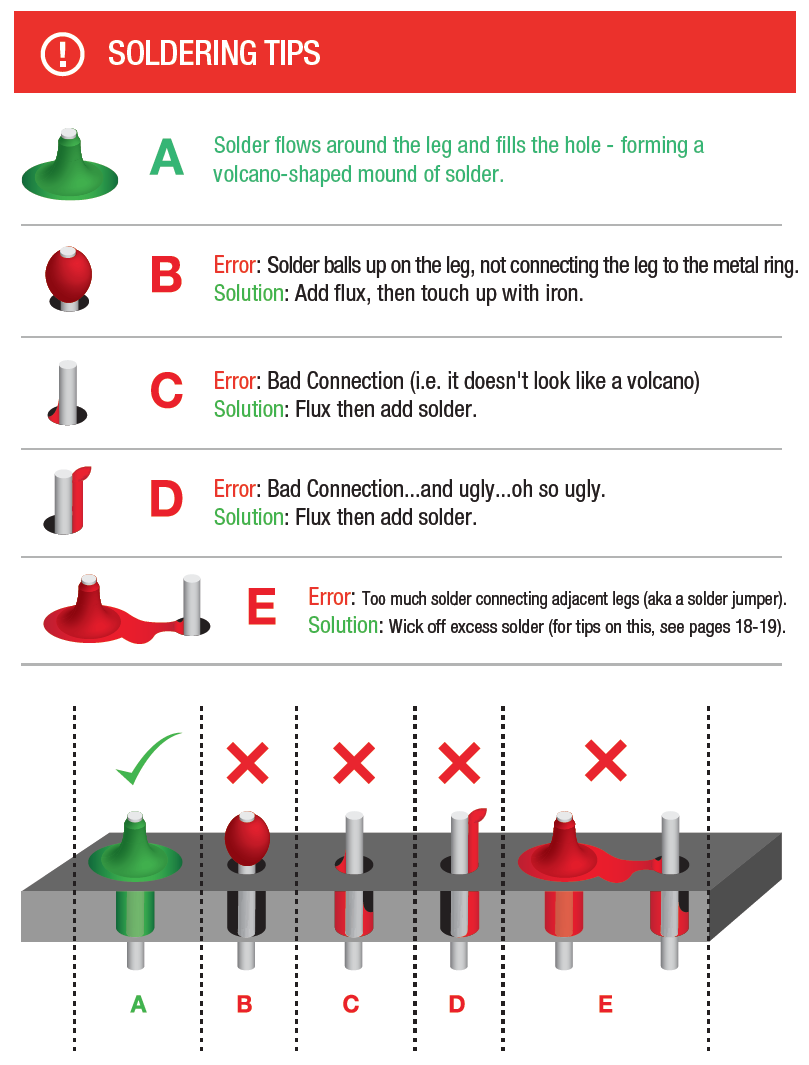 SOLDERING TIPS
A
Solder flows around the leg and fills the hole - forming a
volcano-shaped mound of solder.
B
Error: Solder balls up on the leg, not connecting the leg to the metal ring.
Solution: Add flux, then touch up with iron.
C
Error: Bad Connection (i.e. it doesn't look like a volcano)
Solution: Flux then add solder.
D
Error: Bad Connection...and ugly...oh so ugly.
Solution: Flux then add solder.
E
Error: Too much solder connecting adjacent legs (aka a solder jumper).
Solution: Wick off excess solder (for tips on this, see pages 18-19).
A B C D E